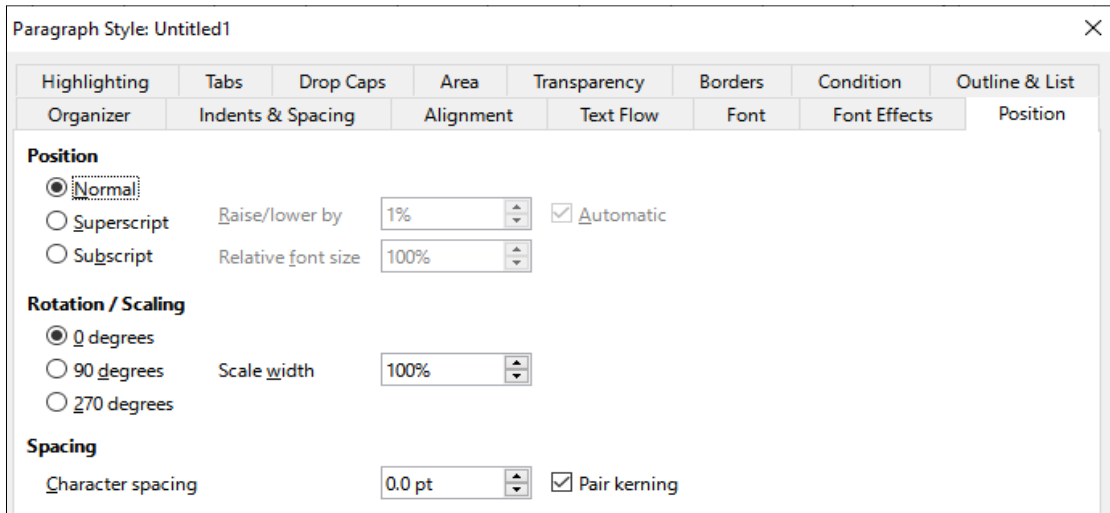 Paragraph Style: Untitled1
Highlighting Tabs Drop Caps Area Transparency Borders Condition Outline & List
Organizer Indents & Spacing Alignment Text Flow Font Font Effects Position
Position
Normal
Superscript Raise/lower by 1% Automatic
Subscript Relative font size 100%
Rotation / Scaling
0 degrees
90 degrees Scale width 100%
270 degrees
Spacing
Character spacing 0.0 pt Pair kerning